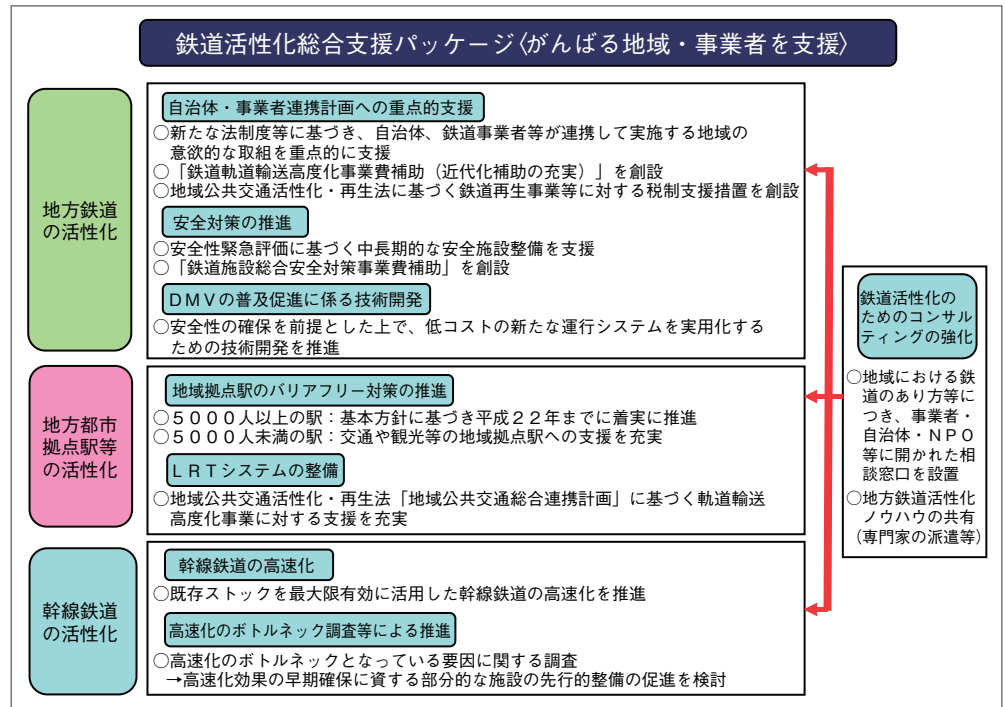 鉄道活性化総合支援パッケージ〈がんばる地域・事業者を支援〉
地方鉄道
の活性化
自治体・事業者連携計画への重点的支援
○新たな法制度等に基づき、自治体、鉄道事業者等が連携して実施する地域の
意欲的な取組を重点的に支援
○「鉄道軌道輸送高度化事業費補助（近代化補助の充実）」を創設
○地域公共交通活性化・再生法に基づく鉄道再生事業等に対する税制支援措置を創設
安全対策の推進
○安全性緊急評価に基づく中長期的な安全施設整備を支援
○「鉄道施設総合安全対策事業費補助」を創設
ＤＭＶの普及促進に係る技術開発
○安全性の確保を前提とした上で、低コストの新たな運行システムを実用化する
ための技術開発を推進
地方都市
拠点駅等
の活性化
地域拠点駅のバリアフリー対策の推進
○５０００人以上の駅：基本方針に基づき平成２２年までに着実に推進
○５０００人未満の駅：交通や観光等の地域拠点駅への支援を充実
ＬＲＴシステムの整備
○地域公共交通活性化・再生法「地域公共交通総合連携計画」に基づく軌道輸送
高度化事業に対する支援を充実
幹線鉄道
の活性化
幹線鉄道の高速化
○既存ストックを最大限有効に活用した幹線鉄道の高速化を推進
高速化のボトルネック調査等による推進
○高速化のボトルネックとなっている要因に関する調査
→高速化効果の早期確保に資する部分的な施設の先行的整備の促進を検討
鉄道活性化の
ためのコンサル
ティングの強化
○地域における鉄
道のあり方等に
つき、事業者・
自治体・ＮＰＯ
等に開かれた相
談窓口を設置
○地方鉄道活性化
ノウハウの共有
（専門家の派遣等）